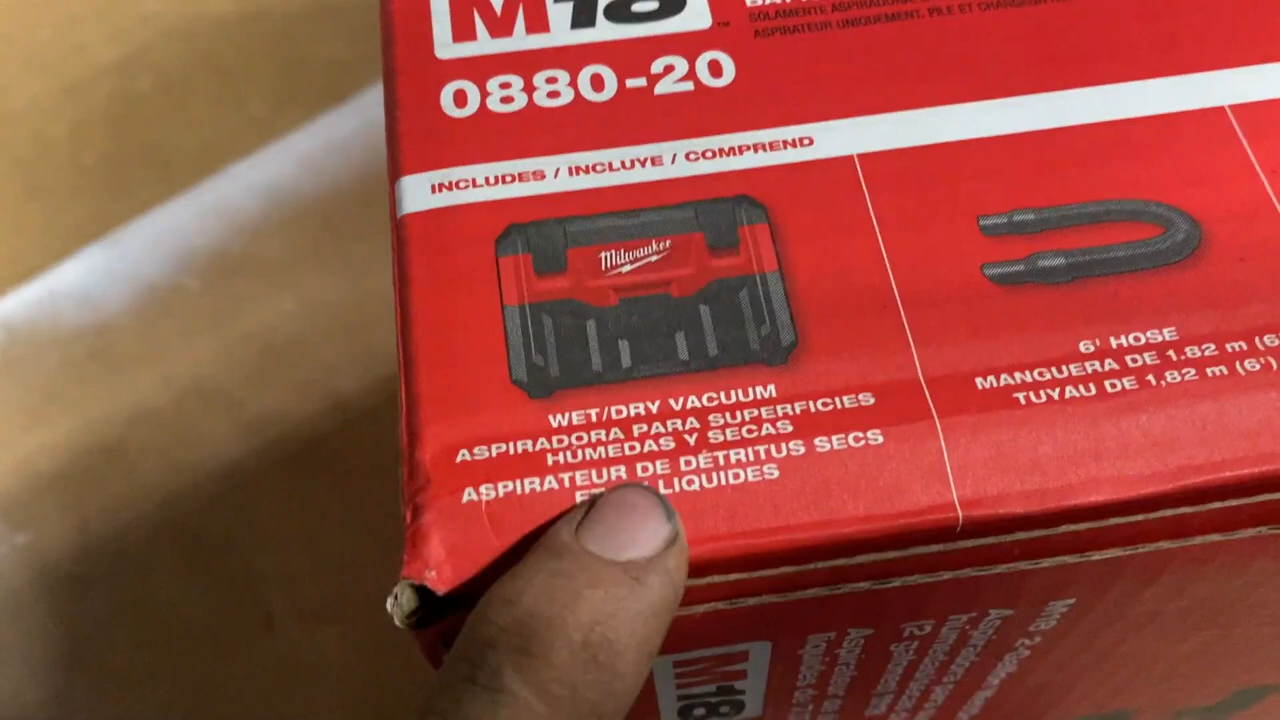 M18™
SOLAMENTE ASPIRADORA
ASPIRATEUR UNIQUEMENT. PILE ET
0880-20
INCLUDES / INCLUYE / COMPREND
Milwaukee
WET/DRY VACUUM
ASPIRADORA PARA SUPERFICIES
HÚMEDAS Y SECAS
ASPIRATEUR DE DÉTRITUS SECS
LIQUIDES
6' HOSE
MANGUERA DE 1.82 m (6
TUYAU DE 1,82 m (6')
M18
M18
Aspiradora